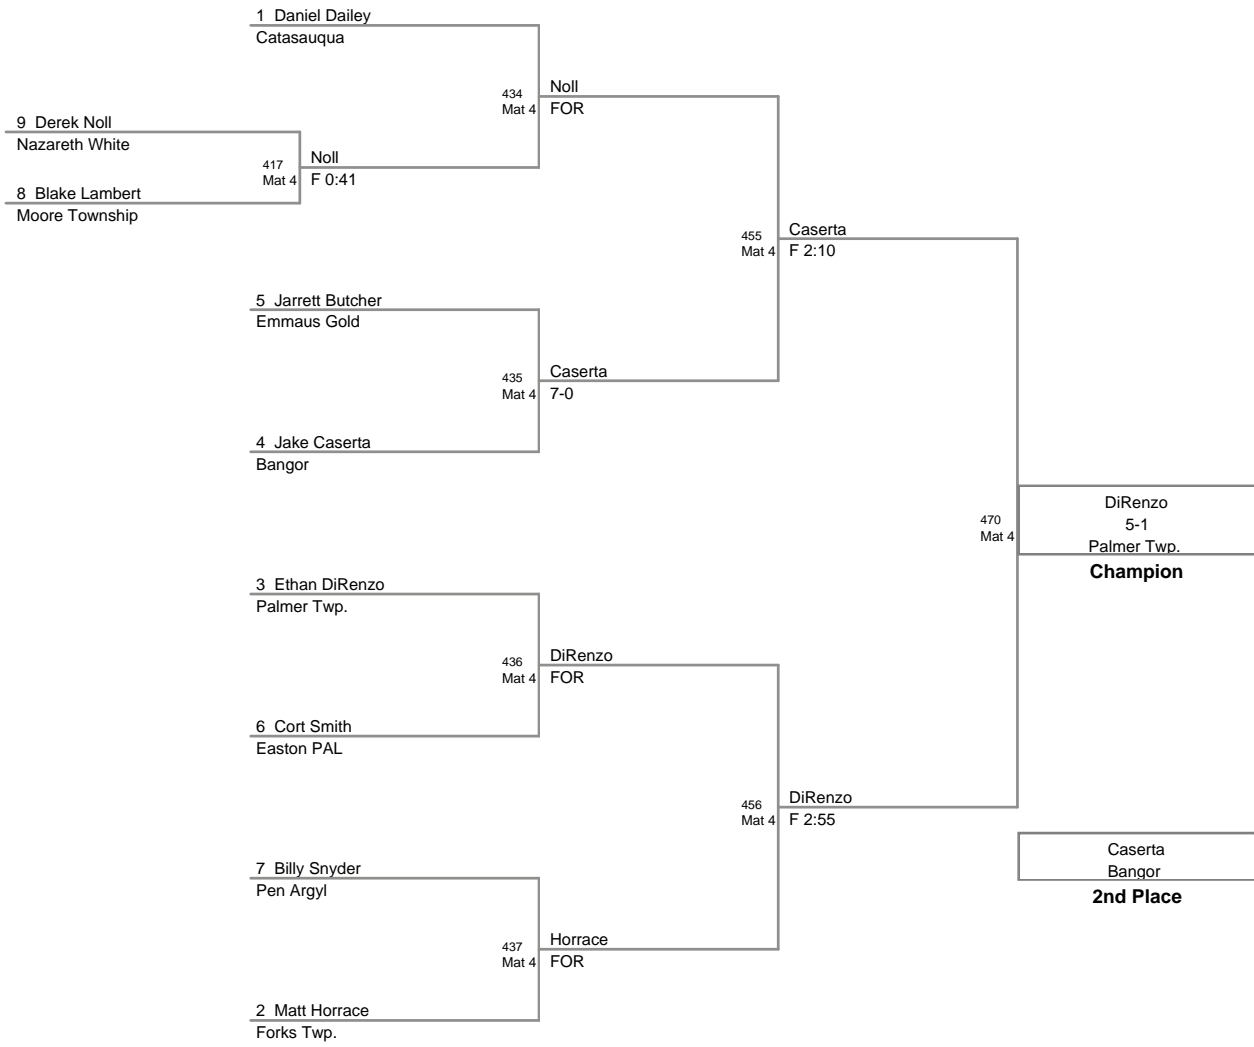 1 Daniel Dailey
Catasauqua
434
Mat 4
Noll
FOR
9 Derek Noll
Nazareth White
417
Mat 4
Noll
F 0:41
8 Blake Lambert
Moore Township
455
Mat 4
Caserta
F 2:10
5 Jarrett Butcher
Emmaus Gold
435
Mat 4
Caserta
7-0
4 Jake Caserta
Bangor
470
Mat 4
DiRenzo
5-1
Palmer Twp.
Champion
3 Ethan DiRenzo
Palmer Twp.
436
Mat 4
DiRenzo
FOR
6 Cort Smith
Easton PAL
456
Mat 4
DiRenzo
F 2:55
7 Billy Snyder
Pen Argyl
437
Mat 4
Horrace
FOR
2 Matt Horrace
Forks Twp.
Caserta
Bangor
2nd Place